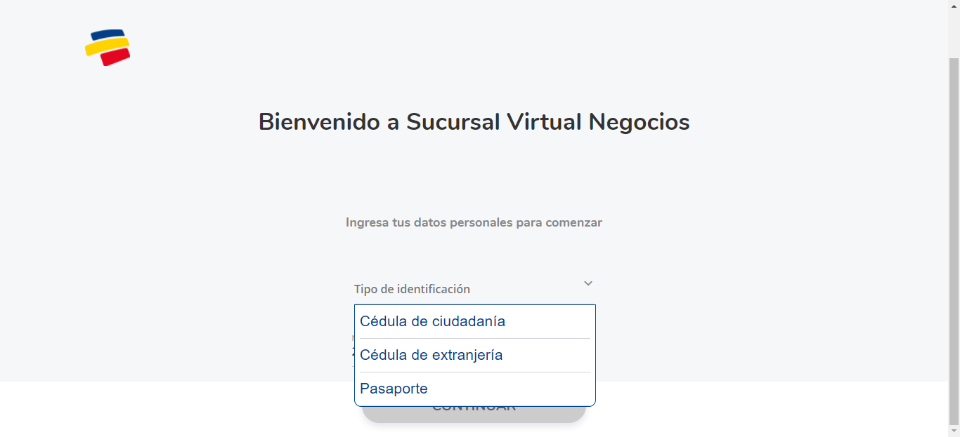 Bienvenido a Sucursal Virtual Negocios
Ingresa tus datos personales para comenzar
Tipo de identificación
Cédula de ciudadanía
Cédula de extranjería
Pasaporte
CONTINUAR